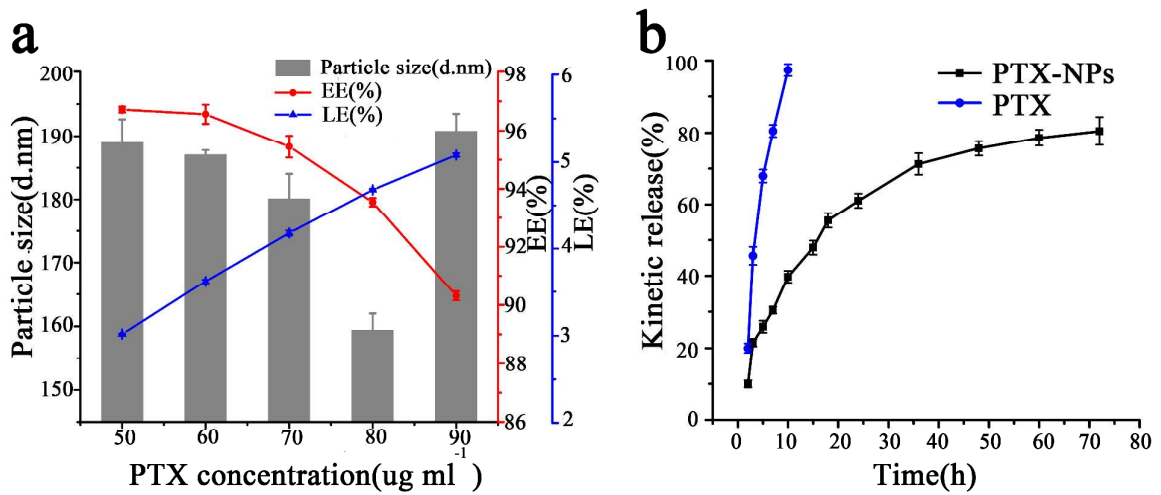 a
Particle size(d.nm)
EE(%)
LE(%)
200
190
180
170
160
150
Particle size(d.nm)
98
96
94
92
90
88
86
EE(%)
6
5
4
3
2
LE(%)
50 60 70 80 90
PTX concentration(ug ml-1)
b
PTX-NPs
PTX
100
80
60
40
20
0
Kinetic release(%)
0 10 20 30 40 50 60 70 80
Time(h)